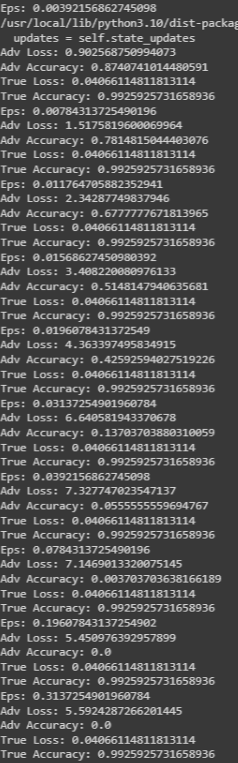 Eps: 0.00392156862745098
/usr/local/lib/python3.10/dist-packag
updates = self.state_updates
Adv Loss: 0.902568750994073
Adv Accuracy: 0.8740741014480591
True Loss: 0.04066114811813114
True Accuracy: 0.9925925731658936
Eps: 0.00784313725490196
Adv Loss: 1.5175819600069964
Adv Accuracy: 0.7814815044403076
True Loss: 0.04066114811813114
True Accuracy: 0.9925925731658936
Eps: 0.011764705882352941
Adv Loss: 2.34287749837946
Adv Accuracy: 0.6777777671813965
True Loss: 0.04066114811813114
True Accuracy: 0.9925925731658936
Eps: 0.01568627450980392
Adv Loss: 3.408220080976133
Adv Accuracy: 0.5148147940635681
True Loss: 0.04066114811813114
True Accuracy: 0.9925925731658936
Eps: 0.0196078431372549
Adv Loss: 4.363397495834915
Adv Accuracy: 0.42592594027519226
True Loss: 0.04066114811813114
True Accuracy: 0.9925925731658936
Eps: 0.03137254901960784
Adv Loss: 6.640581943370678
Adv Accuracy: 0.13703703880310059
True Loss: 0.04066114811813114
True Accuracy: 0.9925925731658936
Eps: 0.0392156862745098
Adv Loss: 7.327747023547137
Adv Accuracy: 0.0555555559694767
True Loss: 0.04066114811813114
True Accuracy: 0.9925925731658936
Eps: 0.0784313725490196
Adv Loss: 7.1469013320075145
Adv Accuracy: 0.003703703638166189
True Loss: 0.04066114811813114
True Accuracy: 0.9925925731658936
Eps: 0.19607843137254902
Adv Loss: 5.450976392957899
Adv Accuracy: 0.0
True Loss: 0.04066114811813114
True Accuracy: 0.9925925731658936
Eps: 0.3137254901960784
Adv Loss: 5.5924287266201445
Adv Accuracy: 0.0
True Loss: 0.04066114811813114
True Accuracy: 0.9925925731658936